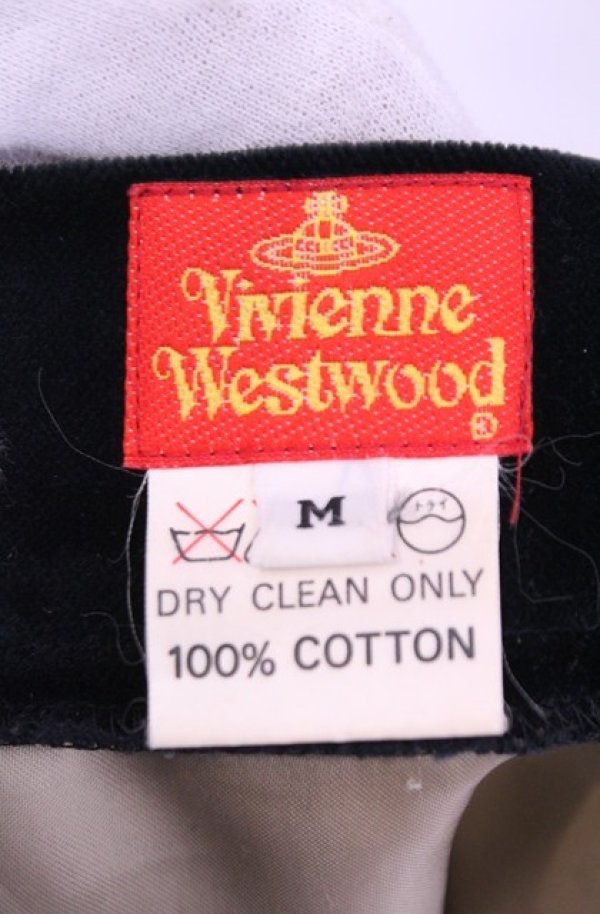 Vivienne
Westwood
M
ドライ
DRY CLEAN ONLY
100% COTTON